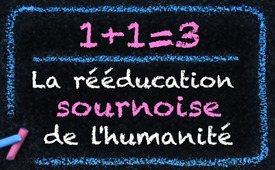 1+1=3
La rééducation
sournoise
de l'humanité